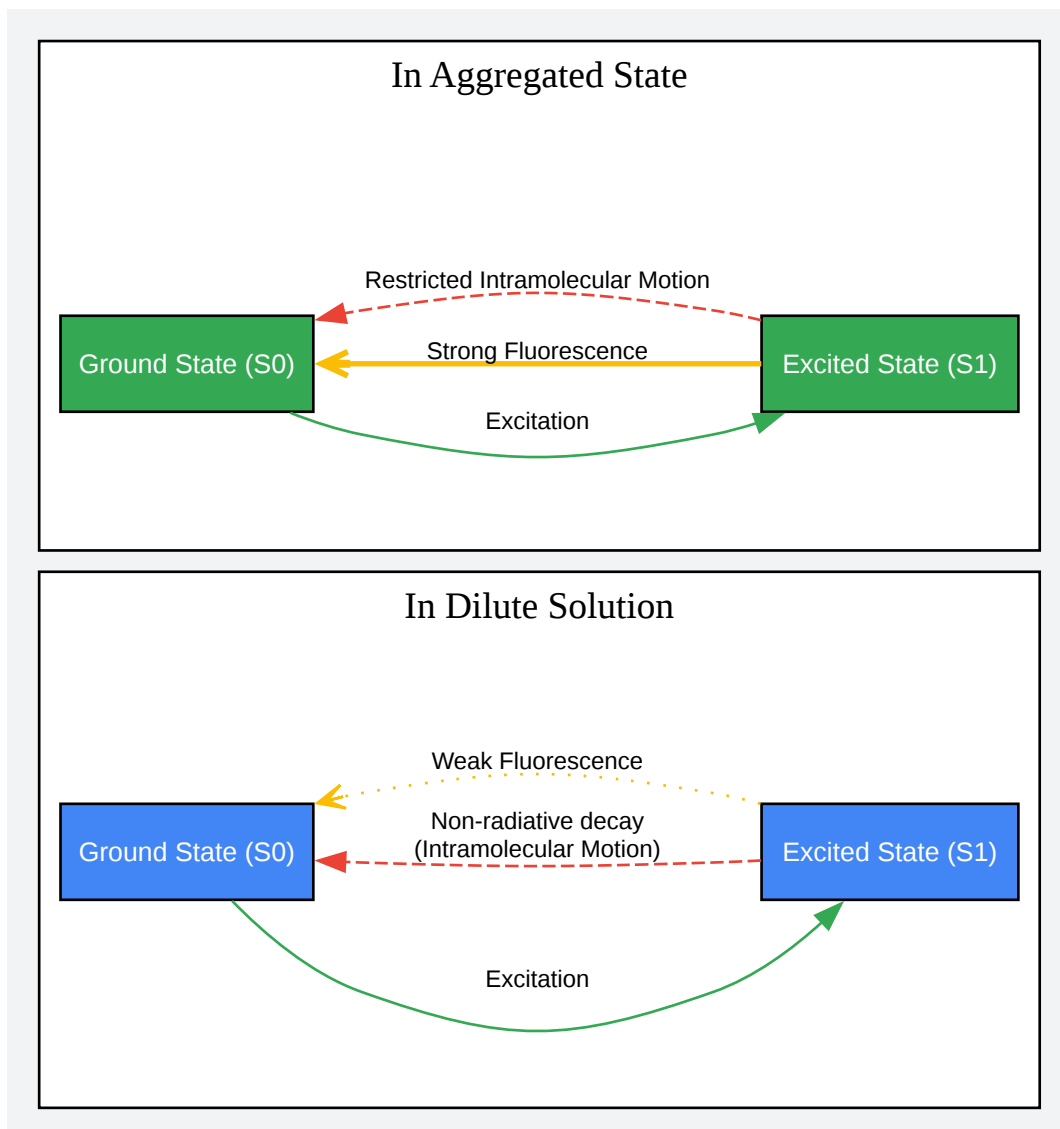 In Aggregated State
Restricted Intramolecular Motion
Ground State (S0)
Strong Fluorescence
Excited State (S1)
Excitation
In Dilute Solution
Weak Fluorescence
Non-radiative decay
(Intramolecular Motion)
Ground State (S0)
Excited State (S1)
Excitation